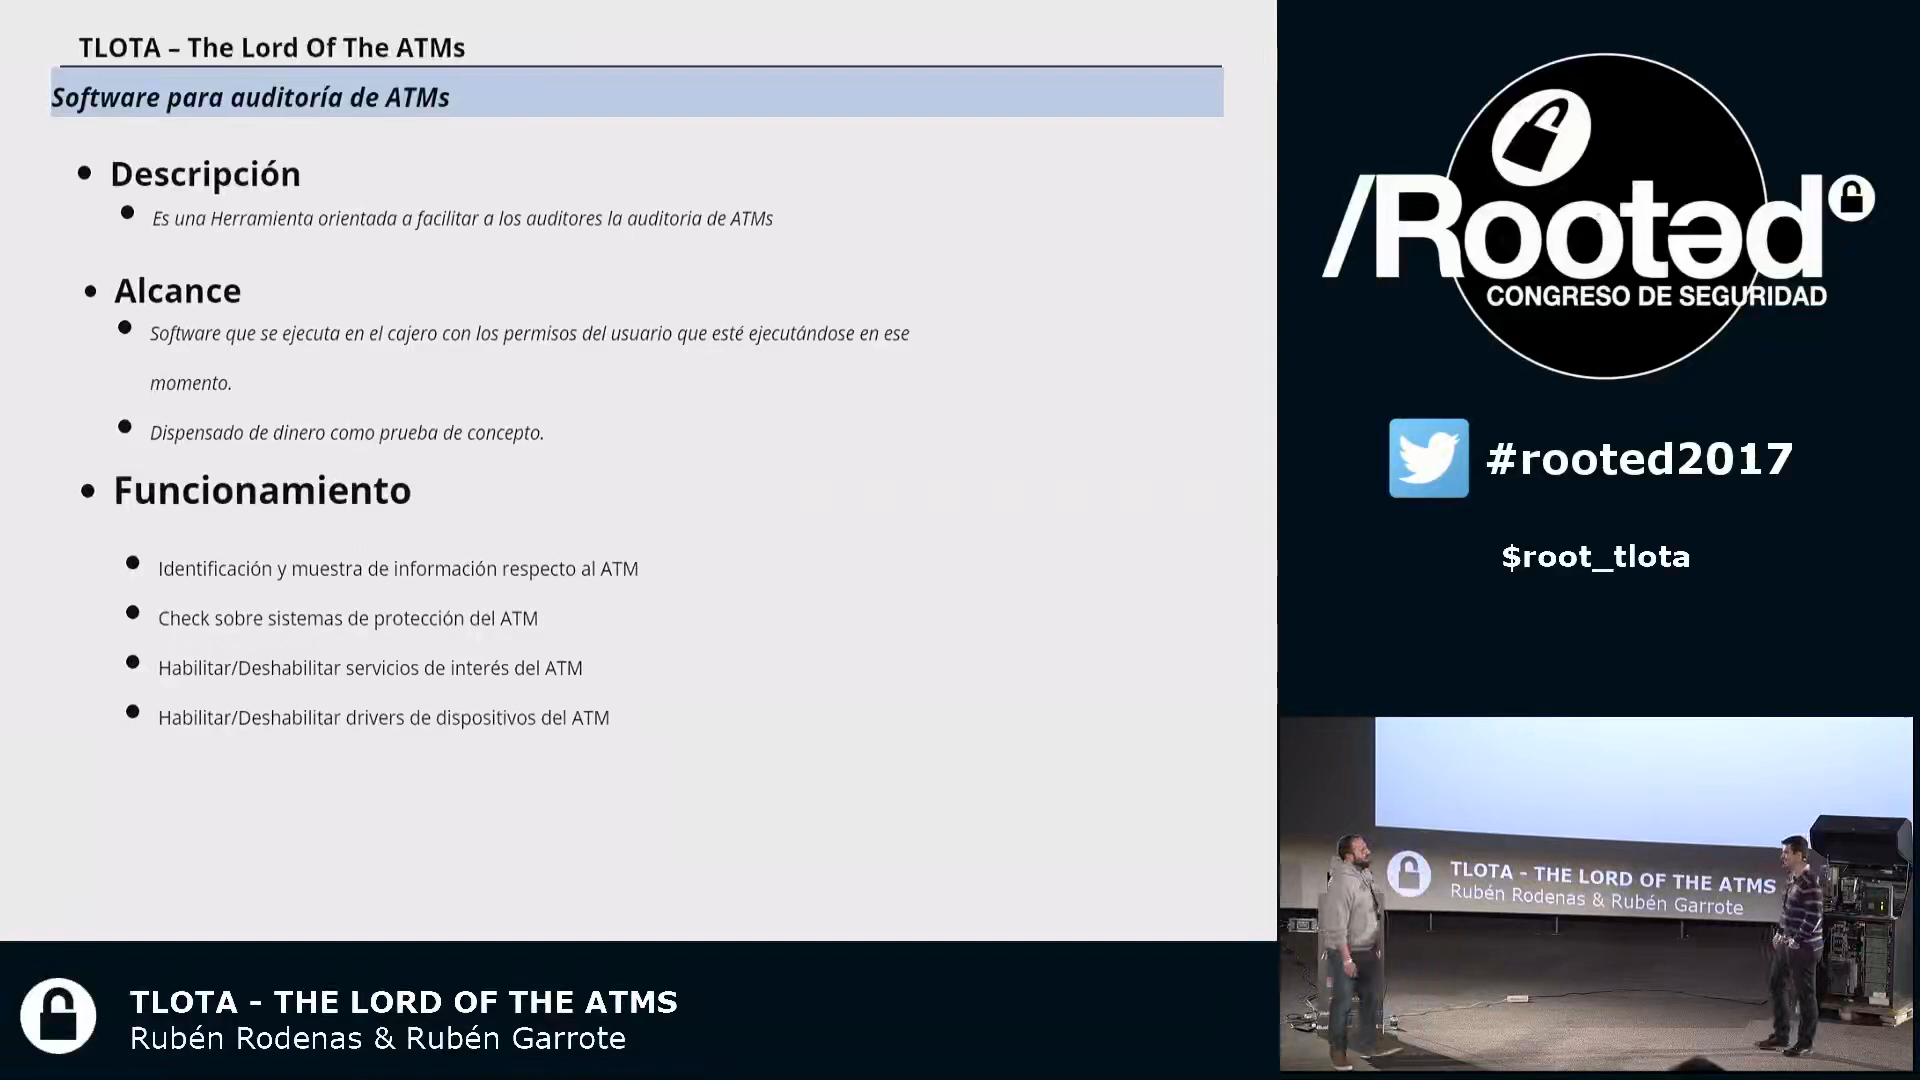 TLOTA – The Lord Of The ATMs
Software para auditoría de ATMs
Descripción
Es una Herramienta orientada a facilitar a los auditores la auditoria de ATMs
Alcance
Software que se ejecuta en el cajero con los permisos del usuario que esté ejecutándose en ese
momento.
Dispensado de dinero como prueba de concepto.
Funcionamiento
Identificación y muestra de información respecto al ATM
Check sobre sistemas de protección del ATM
Habilitar/Deshabilitar servicios de interés del ATM
Habilitar/Deshabilitar drivers de dispositivos del ATM
/Rootəd
CONGRESO DE SEGURIDAD
#rooted2017
$root_tlota
TLOTA - THE LORD OF THE ATMS
Rubén Rodenas & Rubén Garrote
TLOTA - THE LORD OF THE ATMS
Rubén Rodenas & Rubén Garrote